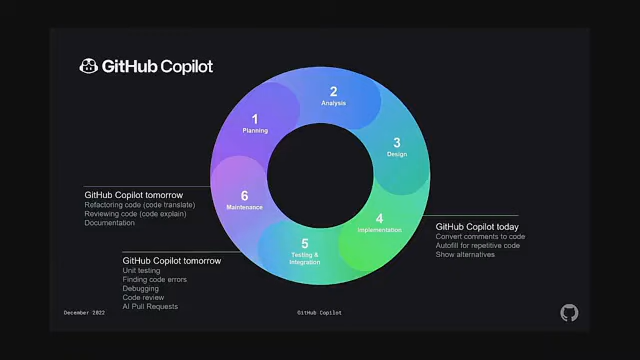 GitHub Copilot
1
Planning
2
Analysis
3
Design
4
Implementation
5
Testing &
Integration
6
Maintenance
GitHub Copilot tomorrow
Refactoring code (code translate)
Reviewing code (code explain)
Documentation
GitHub Copilot tomorrow
Unit testing
Finding code errors
Debugging
Code review
AI Pull Requests
GitHub Copilot today
Convert comments to code
Autofill for repetitive code
Show alternatives
December 2022
GitHub Copilot